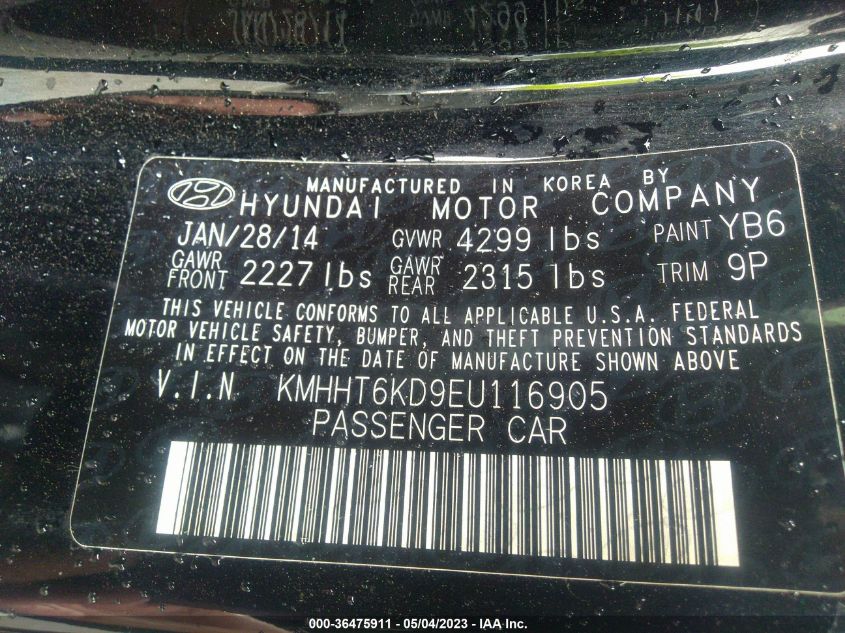 MANUFACTURED IN KOREA BY
HYUNDAI MOTOR COMPANY
JAN/28/14 GVWR 4299 lbs PAINT YB6
GAWR FRONT 2227 lbs GAWR REAR 2315 lbs TRIM 9P
THIS VEHICLE CONFORMS TO ALL APPLICABLE U.S.A. FEDERAL
MOTOR VEHICLE SAFETY, BUMPER, AND THEFT PREVENTION STANDARDS
IN EFFECT ON THE DATE OF MANUFACTURE SHOWN ABOVE
V.I.N KMHHT6KD9EU116905
PASSENGER CAR
000-36475911 - 05/04/2023 - IAA Inc.